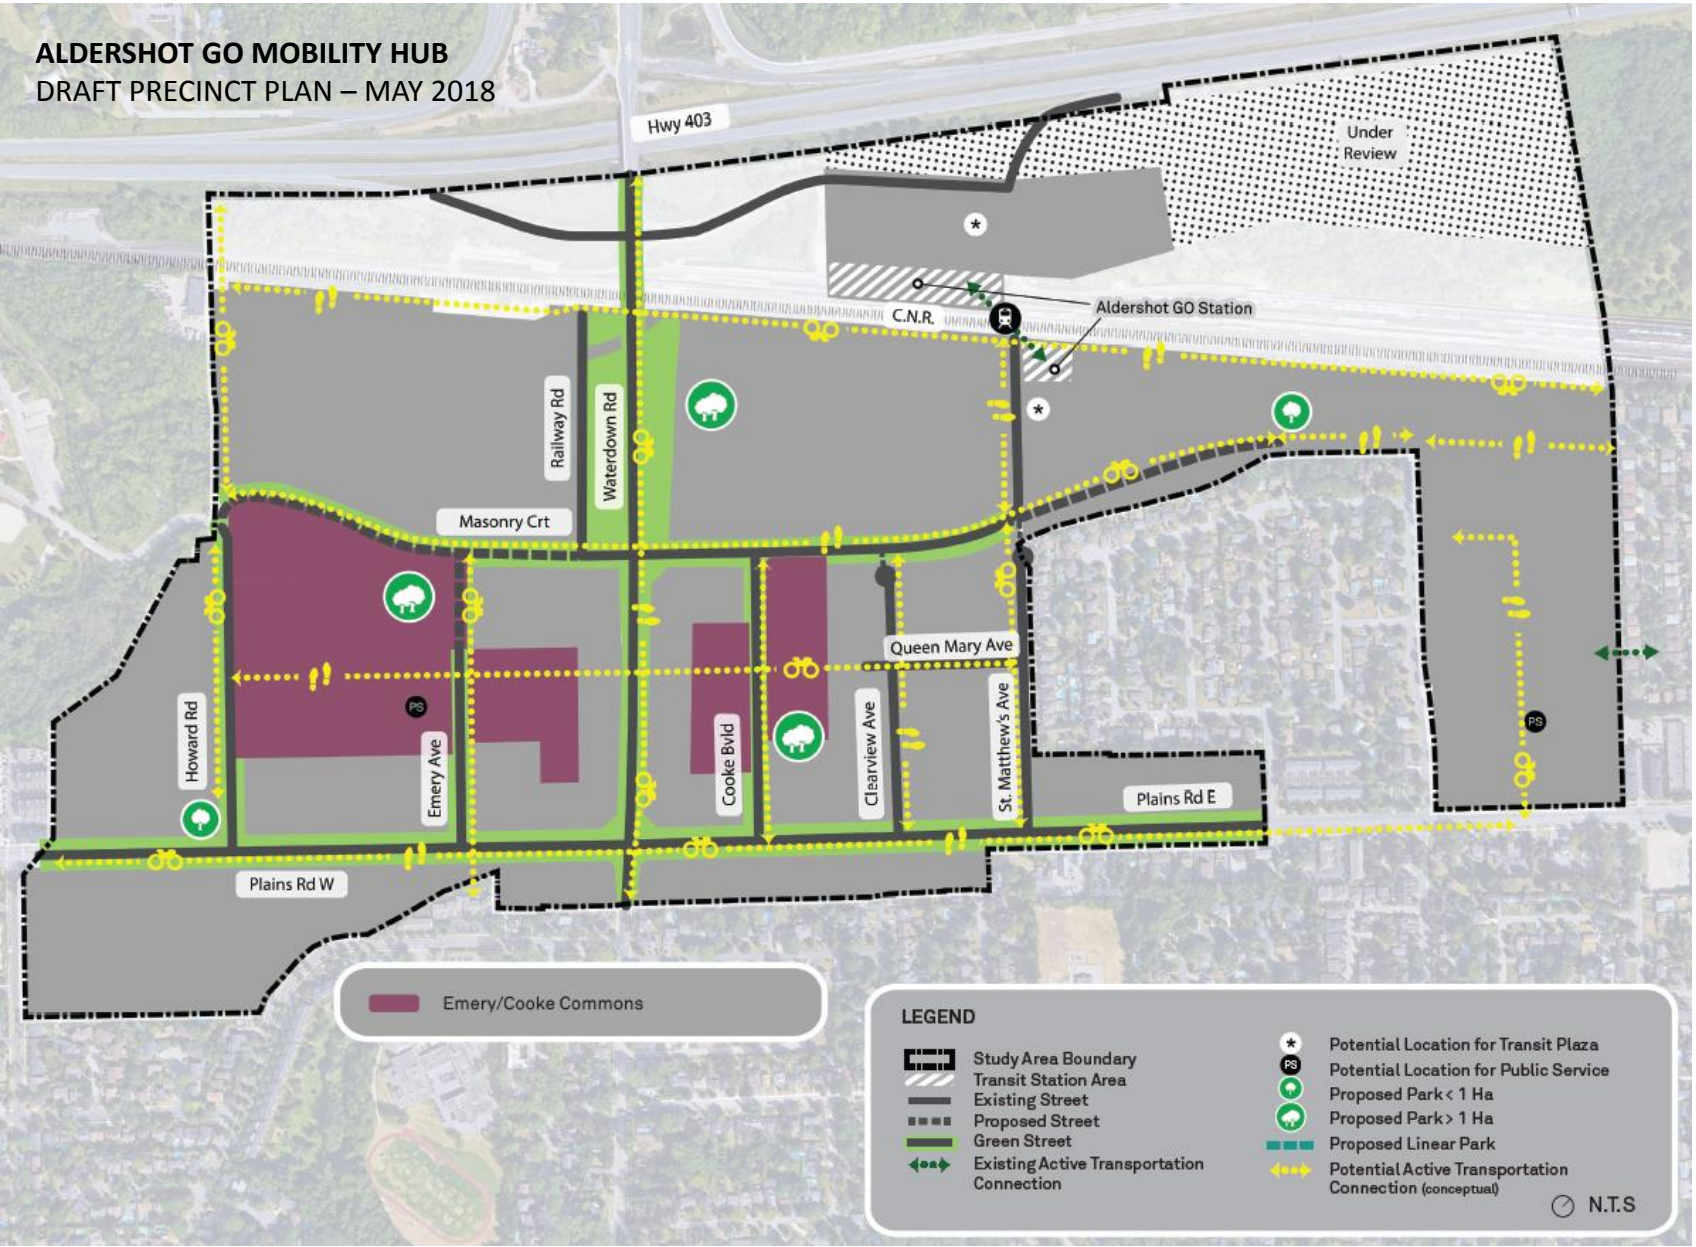 ALDERSHOT GO MOBILITY HUB
DRAFT PRECINCT PLAN – MAY 2018
Hwy 403
Under
Review
*
C.N.R.
Aldershot GO Station
*
Railway Rd
Waterdown Rd
Masonry Crt
Queen Mary Ave
Howard Rd
PS
Emery Ave
Cooke Bvld
Clearview Ave
St. Matthew's Ave
PS
Plains Rd E
Plains Rd W
Emery/Cooke Commons
LEGEND
Study Area Boundary
Transit Station Area
Existing Street
Proposed Street
Green Street
Existing Active Transportation
Connection
* Potential Location for Transit Plaza
PS Potential Location for Public Service
Proposed Park < 1 Ha
Proposed Park > 1 Ha
Proposed Linear Park
Potential Active Transportation
Connection (conceptual)
N.T.S